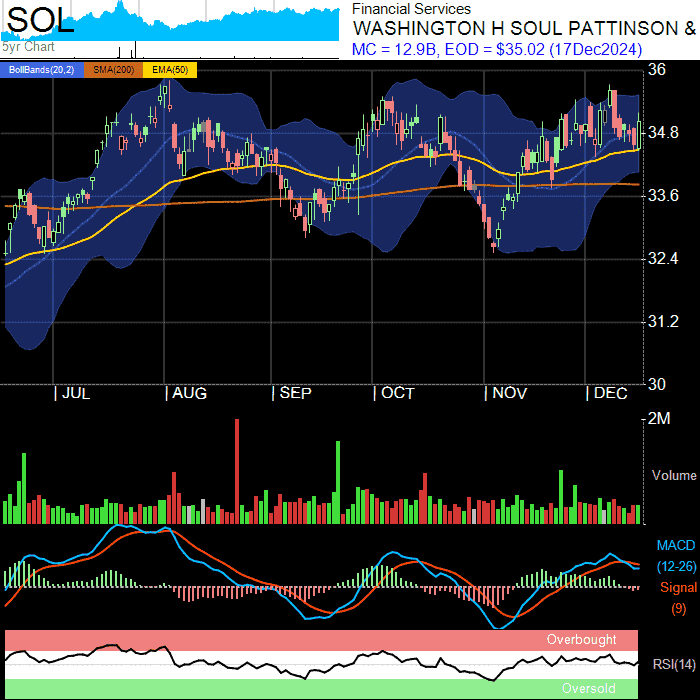 SOL
5yr Chart
Financial Services
WASHINGTON H SOUL PATTINSON &
MC = 12.9B, EOD = $35.02 (17Dec2024)
BollBands(20,2) SMA(200) EMA(50)
36
34.8
33.6
32.4
31.2
30
JUL AUG SEP OCT NOV DEC
2M
Volume
MACD
(12-26)
Signal
(9)
Overbought
RSI(14)
Oversold